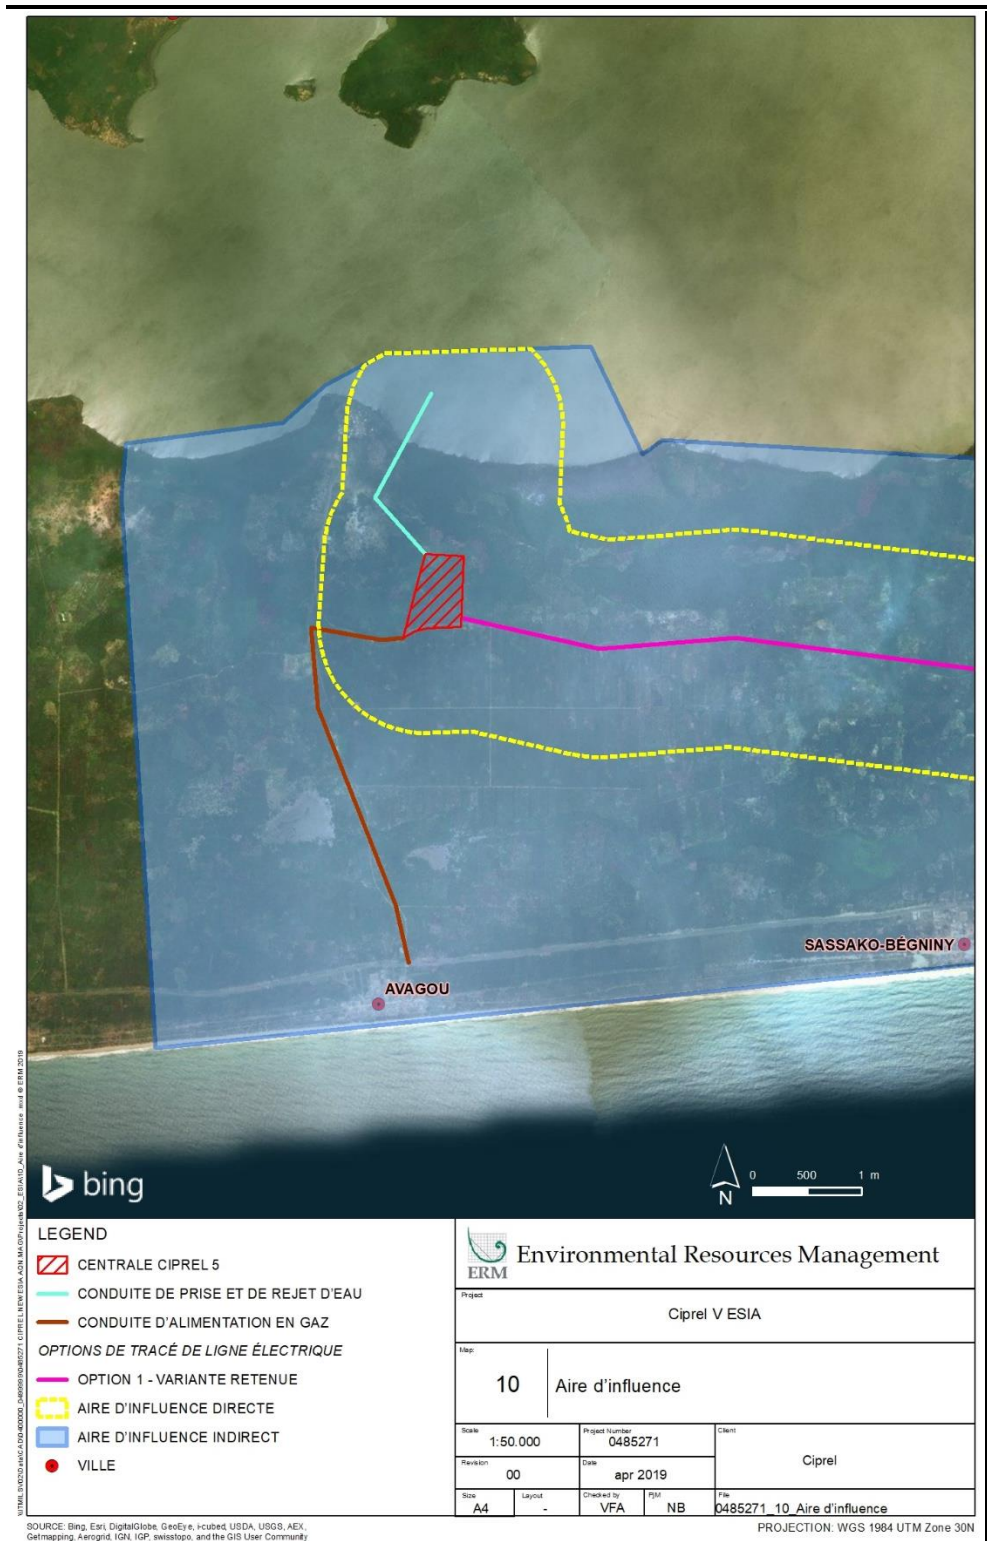 SASSAKO-BÉGNINY
AVAGOU
bing
0 500 1 m
N
LEGEND
CENTRALE CIPREL 5
CONDUITE DE PRISE ET DE REJET D'EAU
CONDUITE D'ALIMENTATION EN GAZ
OPTIONS DE TRACÉ DE LIGNE ÉLECTRIQUE
OPTION 1 - VARIANTE RETENUE
AIRE D'INFLUENCE DIRECTE
AIRE D'INFLUENCE INDIRECT
VILLE
ERM
Environmental Resources Management
Project
Ciprel V ESIA
Map:
10
Aire d'influence
Scale
1:50.000
Project Number
0485271
Client
Ciprel
Revision
00
Date
apr 2019
Size
A4
Layout
-
Checked by
VFA
PjM
NB
File
0485271_10_Aire d'influence
SOURCE: Bing, Esri, DigitalGlobe, GeoEye, i-cubed, USDA, USGS, AEX,
Getmapping, Aerogrid, IGN, IGP, swisstopo, and the GIS User Community
PROJECTION: WGS 1984 UTM Zone 30N